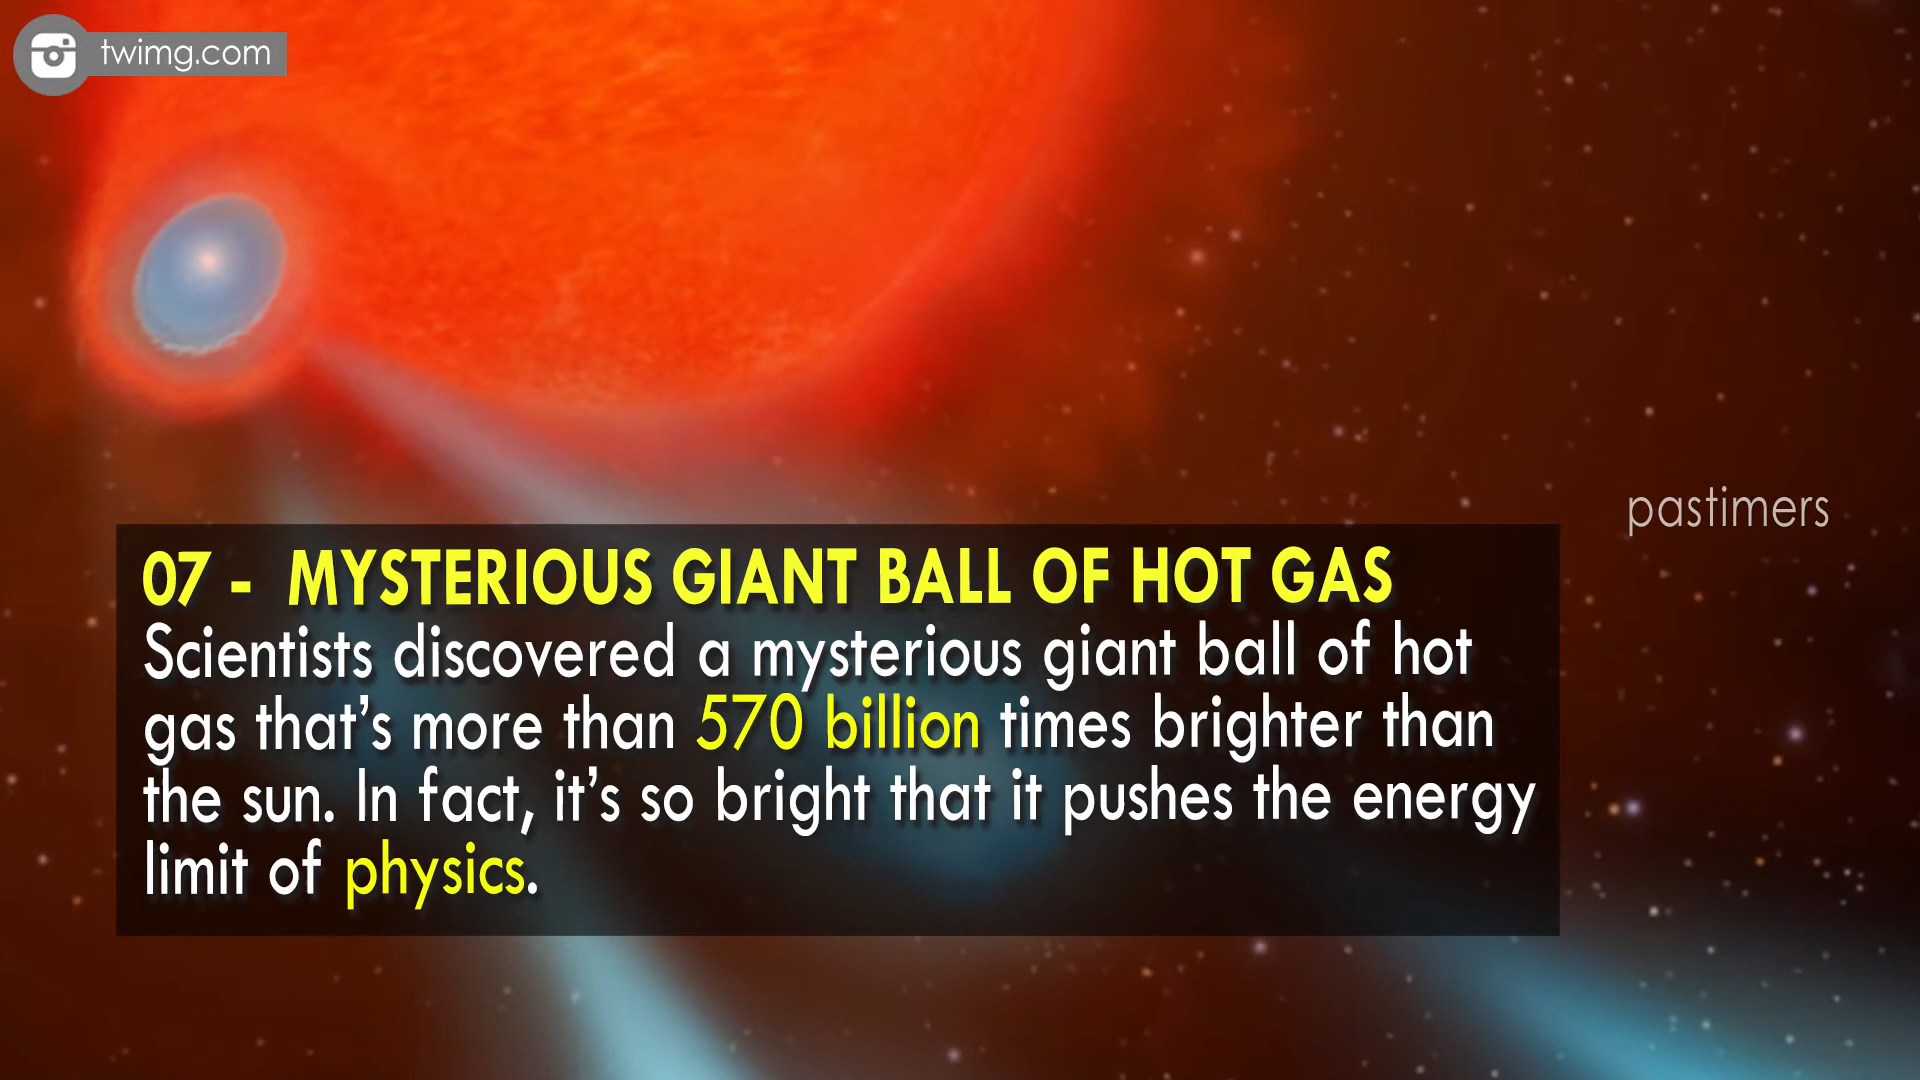 twimg.com
pastimers
07 - MYSTERIOUS GIANT BALL OF HOT GAS
Scientists discovered a mysterious giant ball of hot
gas that’s more than 570 billion times brighter than
the sun. In fact, it’s so bright that it pushes the energy
limit of physics.